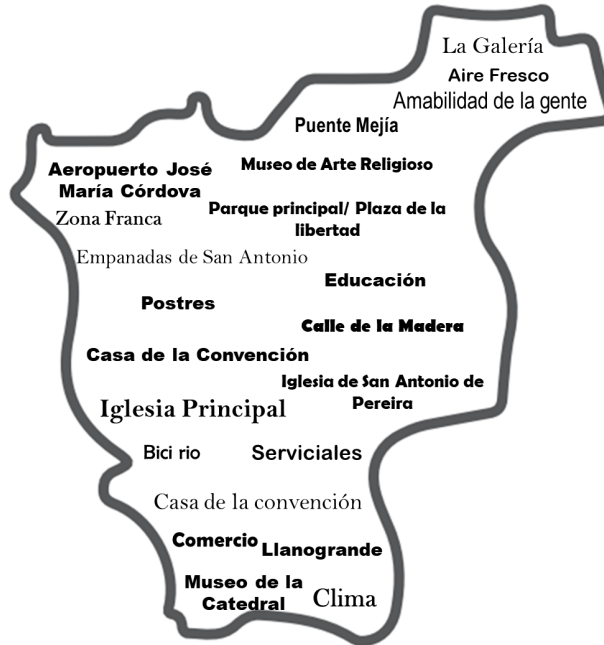 La Galería
Aire Fresco
Amabilidad de la gente
Puente Mejía
Museo de Arte Religioso
Aeropuerto José
María Córdova
Zona Franca
Parque principal/ Plaza de la
libertad
Empanadas de San Antonio
Educación
Postres
Calle de la Madera
Casa de la Convención
Iglesia de San Antonio de
Pereira
Iglesia Principal
Bici rio
Serviciales
Casa de la convención
Comercio
Llanogrande
Museo de la
Catedral
Clima